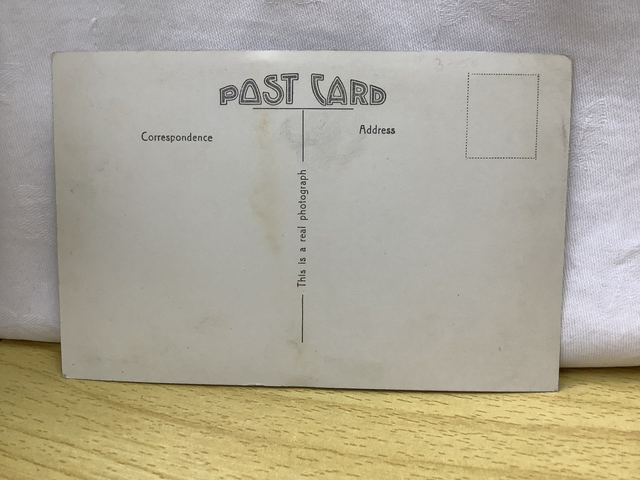 POST CARD
Correspondence
Address
This is a real photograph